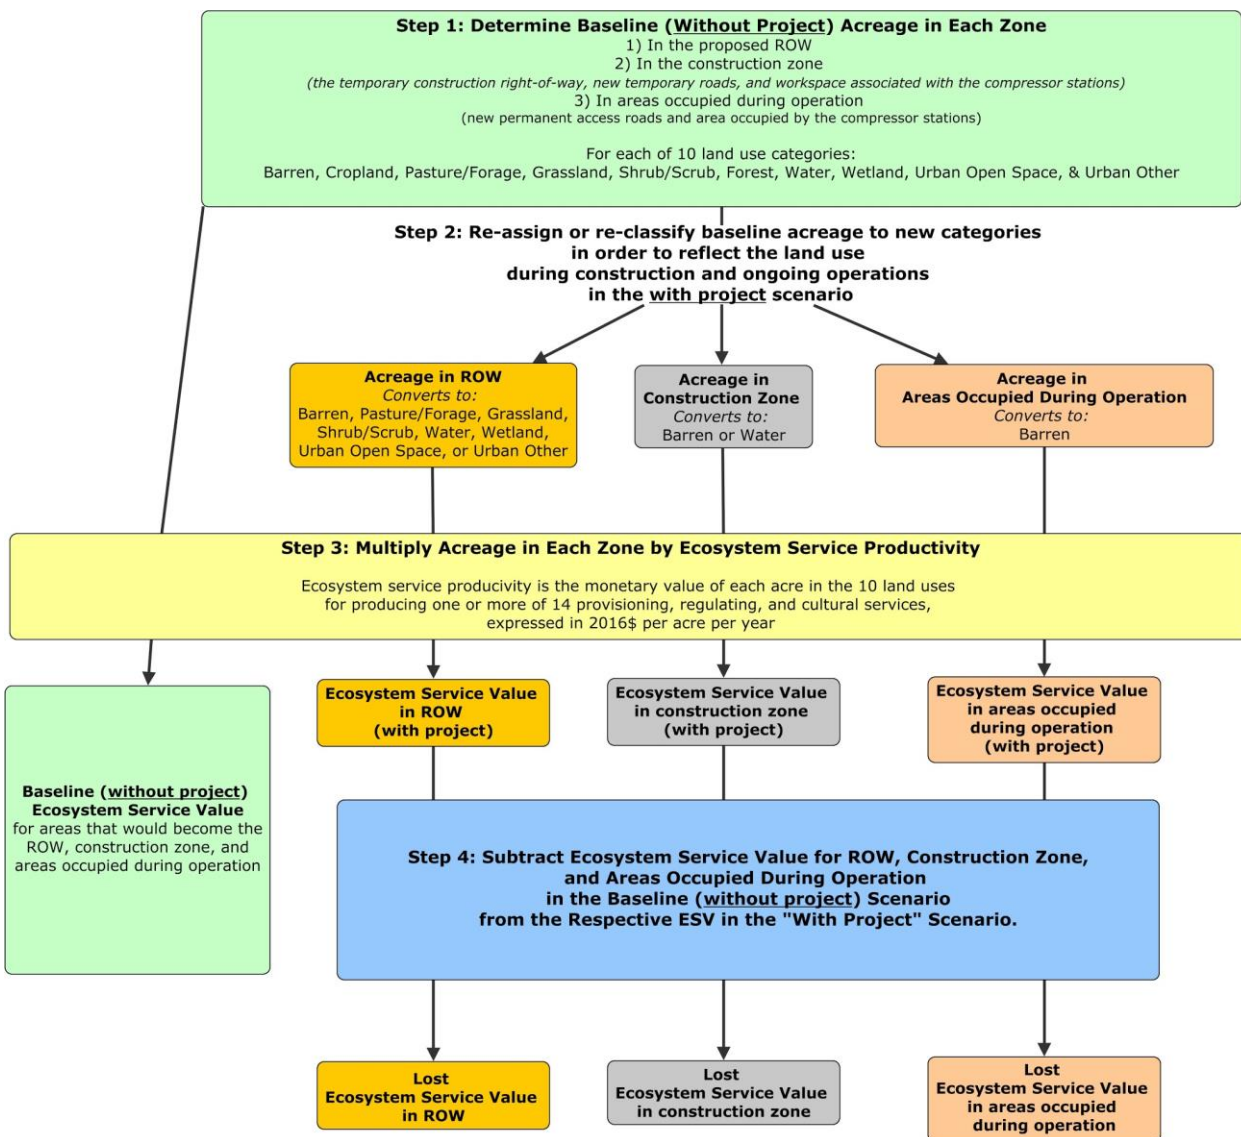 Step 1: Determine Baseline (Without Project) Acreage in Each Zone
1) In the proposed ROW
2) In the construction zone
(the temporary construction right-of-way, new temporary roads, and workspace associated with the compressor stations)
3) In areas occupied during operation
(new permanent access roads and area occupied by the compressor stations)
For each of 10 land use categories:
Barren, Cropland, Pasture/Forage, Grassland, Shrub/Scrub, Forest, Water, Wetland, Urban Open Space, & Urban Other
Step 2: Re-assign or re-classify baseline acreage to new categories
in order to reflect the land use
during construction and ongoing operations
in the with project scenario
Acreage in ROW
Converts to:
Barren, Pasture/Forage, Grassland,
Shrub/Scrub, Water, Wetland,
Urban Open Space, or Urban Other
Acreage in
Construction Zone
Converts to:
Barren or Water
Acreage in
Areas Occupied During Operation
Converts to:
Barren
Step 3: Multiply Acreage in Each Zone by Ecosystem Service Productivity
Ecosystem service producivity is the monetary value of each acre in the 10 land uses
for producing one or more of 14 provisioning, regulating, and cultural services,
expressed in 2016$ per acre per year
Baseline (without project)
Ecosystem Service Value
for areas that would become the
ROW, construction zone, and
areas occupied during operation
Ecosystem Service Value
in ROW
(with project)
Ecosystem Service Value
in construction zone
(with project)
Ecosystem Service Value
in areas occupied
during operation
(with project)
Step 4: Subtract Ecosystem Service Value for ROW, Construction Zone,
and Areas Occupied During Operation
in the Baseline (without project) Scenario
from the Respective ESV in the "With Project" Scenario.
Lost
Ecosystem Service Value
in ROW
Lost
Ecosystem Service Value
in construction zone
Lost
Ecosystem Service Value
in areas occupied
during operation